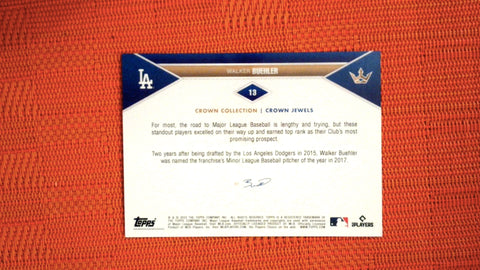 WALKER BUEHLER
LA
13
CROWN COLLECTION | CROWN JEWELS
For most, the road to Major League Baseball is lengthy and trying, but these
standout players excelled on their way up and earned top rank as their Club's most
promising prospect.
Two years after being drafted by the Los Angeles Dodgers in 2015, Walker Buehler
was named the franchise's Minor League Baseball pitcher of the year in 2017.
Topps
PLAYERS